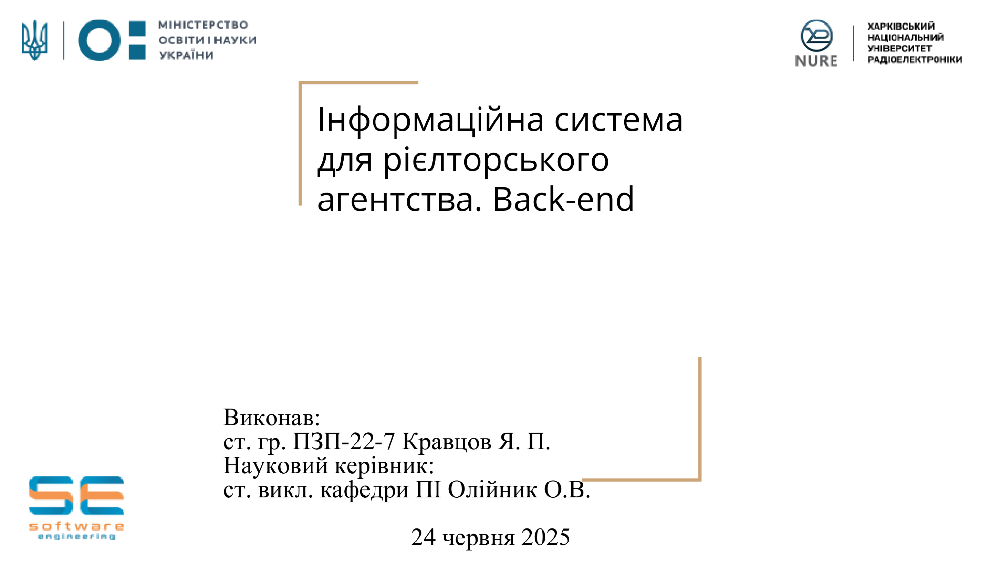 МІНІСТЕРСТВО
ОСВІТИ І НАУКИ
УКРАЇНИ
NURE
ХАРКІВСЬКИЙ
НАЦІОНАЛЬНИЙ
УНІВЕРСИТЕТ
РАДІОЕЛЕКТРОНІКИ
Інформаційна система
для рієлторського
агентства. Back-end
Виконав:
ст. гр. ПЗП-22-7 Кравцов Я. П.
Науковий керівник:
ст. викл. кафедри ПІ Олійник О.В.
SE
software
engineering
24 червня 2025